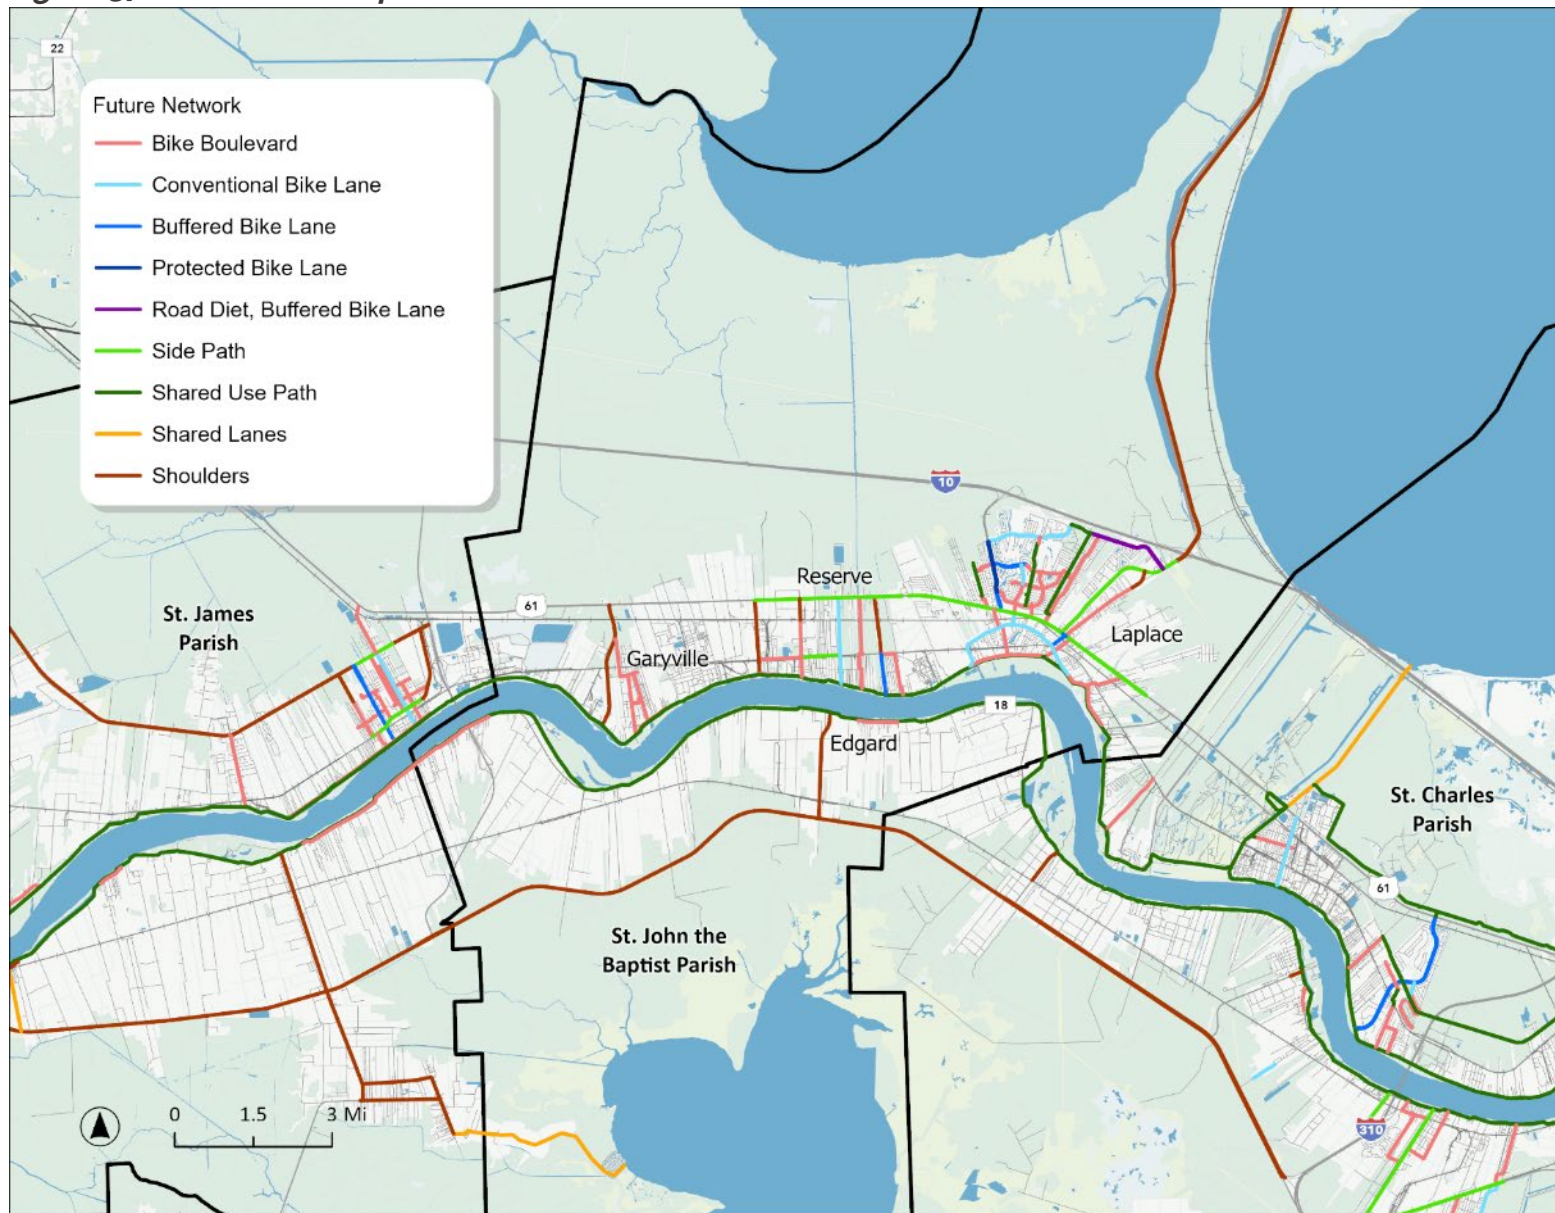 22
Future Network
Bike Boulevard
Conventional Bike Lane
Buffered Bike Lane
Protected Bike Lane
Road Diet, Buffered Bike Lane
Side Path
Shared Use Path
Shared Lanes
Shoulders
10
Reserve
61
St. James
Parish
Garyville
Laplace
18
Edgard
St. Charles
Parish
61
St. John the
Baptist Parish
0 1.5 3 Mi
310